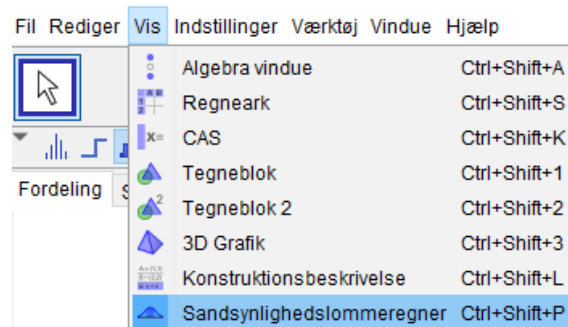 Fil Rediger Vis Indstillinger Værktøj Vindue Hjælp
Algebra vindue Ctrl+Shift+A
Regneark Ctrl+Shift+S
CAS Ctrl+Shift+K
Tegneblok Ctrl+Shift+1
Tegneblok 2 Ctrl+Shift+2
3D Grafik Ctrl+Shift+3
Konstruktionsbeskrivelse Ctrl+Shift+L
Sandsynlighedslommeregner Ctrl+Shift+P
Fordeling